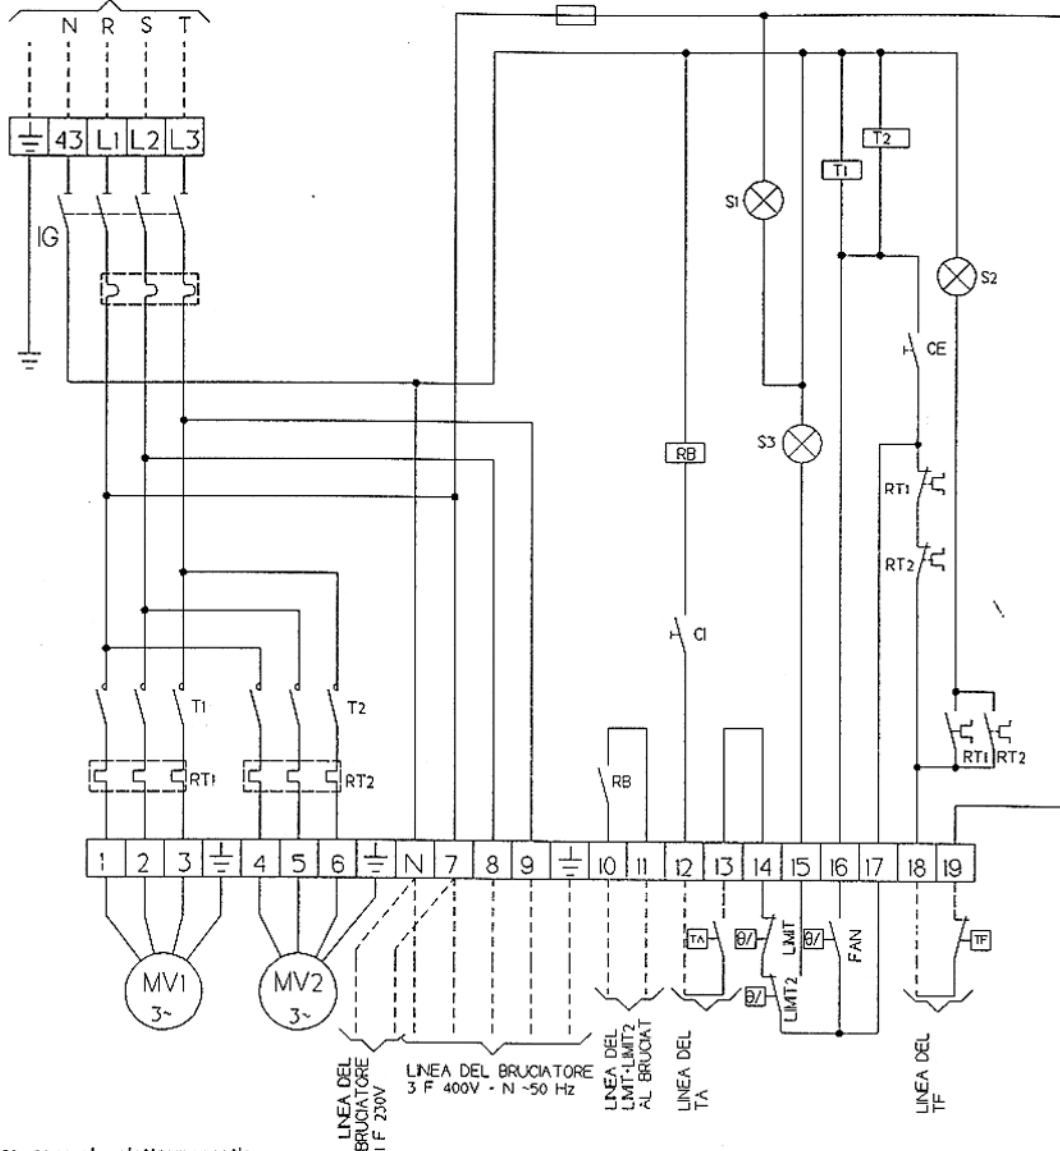 N R S T
43 L1 L2 L3
IG
T2
T1
S1
S2
CE
S3
RB
RT1
RT2
CI
T1
T2
RB
RT1 RT2
RT1
RT2
1 2 3 4 5 6 N 7 8 9 10 11 12 13 14 15 16 17 18 19
TA
θ/
LIMIT
θ/
FAN
TF
θ/
LIMIT2
MV1
3~
MV2
3~
LINEA DEL
BRUCIATORE
1 F 230V
LINEA DEL BRUCIATORE
3 F 400V - N ~50 Hz
LINEA DEL
LIMIT-LIMIT2
AL BRUCIAT
LINEA DEL
TA
LINEA DEL
TF